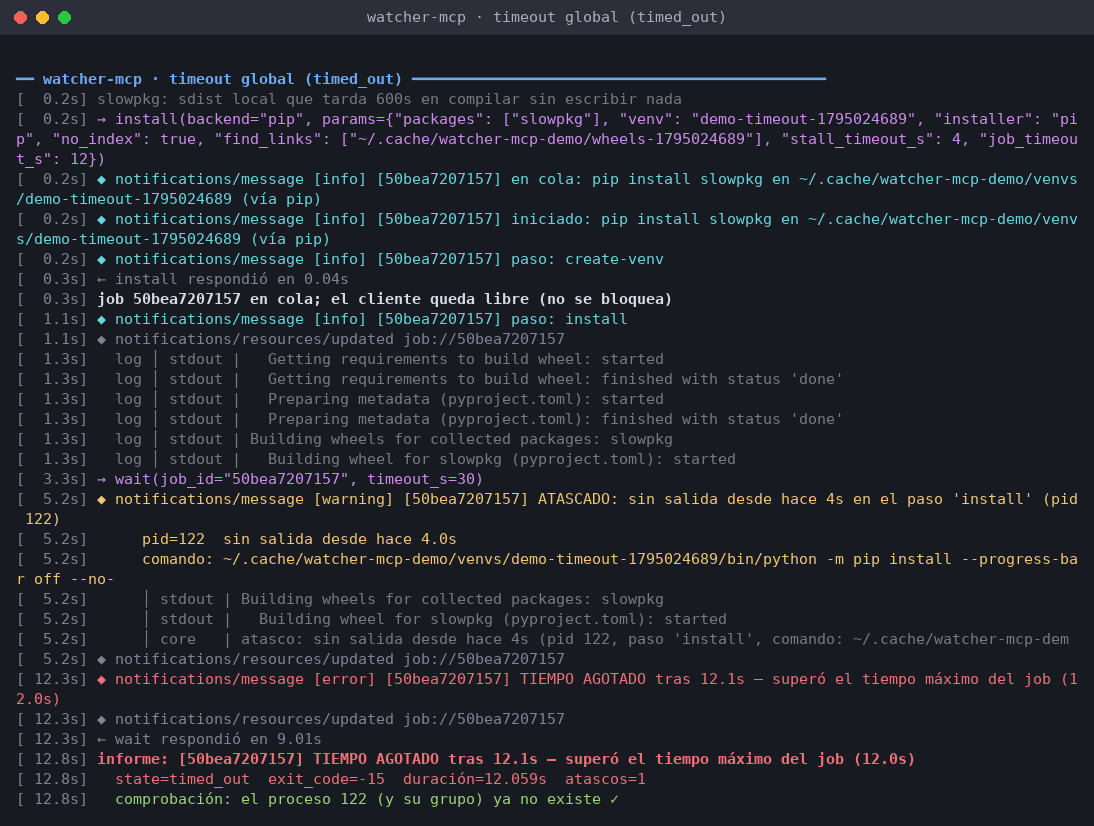 watcher-mcp · timeout global (timed_out)
━━ watcher-mcp · timeout global (timed_out) ━━━━━━━━━━━━━━━━━━━━━━━━━━━━━━━━━━━━━━━━━━━━━━
[  0.2s] slowpkg: sdist local que tarda 600s en compilar sin escribir nada
[  0.2s] → install(backend="pip", params={"packages": ["slowpkg"], "venv": "demo-timeout-1795024689", "installer": "pi
p", "no_index": true, "find_links": ["~/.cache/watcher-mcp-demo/wheels-1795024689"], "stall_timeout_s": 4, "job_timeou
t_s": 12})
[  0.2s] ◆ notifications/message [info] [50bea7207157] en cola: pip install slowpkg en ~/.cache/watcher-mcp-demo/venvs
/demo-timeout-1795024689 (vía pip)
[  0.2s] ◆ notifications/message [info] [50bea7207157] iniciado: pip install slowpkg en ~/.cache/watcher-mcp-demo/venv
s/demo-timeout-1795024689 (vía pip)
[  0.2s] ◆ notifications/message [info] [50bea7207157] paso: create-venv
[  0.3s] ← install respondió en 0.04s
[  0.3s] job 50bea7207157 en cola; el cliente queda libre (no se bloquea)
[  1.1s] ◆ notifications/message [info] [50bea7207157] paso: install
[  1.1s] ◆ notifications/resources/updated job://50bea7207157
[  1.3s]   log │ stdout |   Getting requirements to build wheel: started
[  1.3s]   log │ stdout |   Getting requirements to build wheel: finished with status 'done'
[  1.3s]   log │ stdout |   Preparing metadata (pyproject.toml): started
[  1.3s]   log │ stdout |   Preparing metadata (pyproject.toml): finished with status 'done'
[  1.3s]   log │ stdout | Building wheels for collected packages: slowpkg
[  1.3s]   log │ stdout |   Building wheel for slowpkg (pyproject.toml): started
[  3.3s] → wait(job_id="50bea7207157", timeout_s=30)
[  5.2s] ◆ notifications/message [warning] [50bea7207157] ATASCADO: sin salida desde hace 4s en el paso 'install' (pid
 122)
[  5.2s]      pid=122  sin salida desde hace 4.0s
[  5.2s]      comando: ~/.cache/watcher-mcp-demo/venvs/demo-timeout-1795024689/bin/python -m pip install --progress-ba
r off --no-
[  5.2s]      │ stdout | Building wheels for collected packages: slowpkg
[  5.2s]      │ stdout |   Building wheel for slowpkg (pyproject.toml): started
[  5.2s]      │ core   | atasco: sin salida desde hace 4s (pid 122, paso 'install', comando: ~/.cache/watcher-mcp-dem
[  5.2s] ◆ notifications/resources/updated job://50bea7207157
[ 12.3s] ◆ notifications/message [error] [50bea7207157] TIEMPO AGOTADO tras 12.1s — superó el tiempo máximo del job (1
2.0s)
[ 12.3s] ◆ notifications/resources/updated job://50bea7207157
[ 12.3s] ← wait respondió en 9.01s
[ 12.8s] informe: [50bea7207157] TIEMPO AGOTADO tras 12.1s — superó el tiempo máximo del job (12.0s)
[ 12.8s]   state=timed_out  exit_code=-15  duración=12.059s  atascos=1
[ 12.8s]   comprobación: el proceso 122 (y su grupo) ya no existe ✓